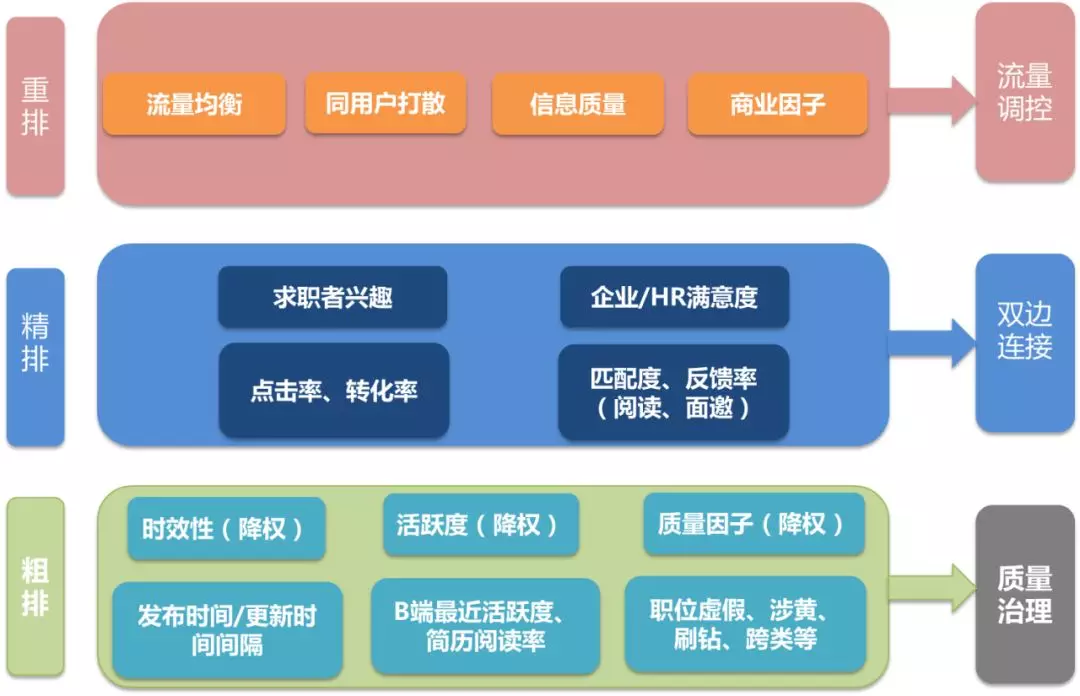 重
排
流量均衡
同用户打散
信息质量
商业因子
流量
调控
精
排
求职者兴趣
企业/HR满意度
点击率、转化率
匹配度、反馈率
（阅读、面邀）
双边
连接
粗
排
时效性（降权）
活跃度（降权）
质量因子（降权）
发布时间/更新时
间间隔
B端最近活跃度、
简历阅读率
职位虚假、涉黄、
刷钻、跨类等
质量
治理